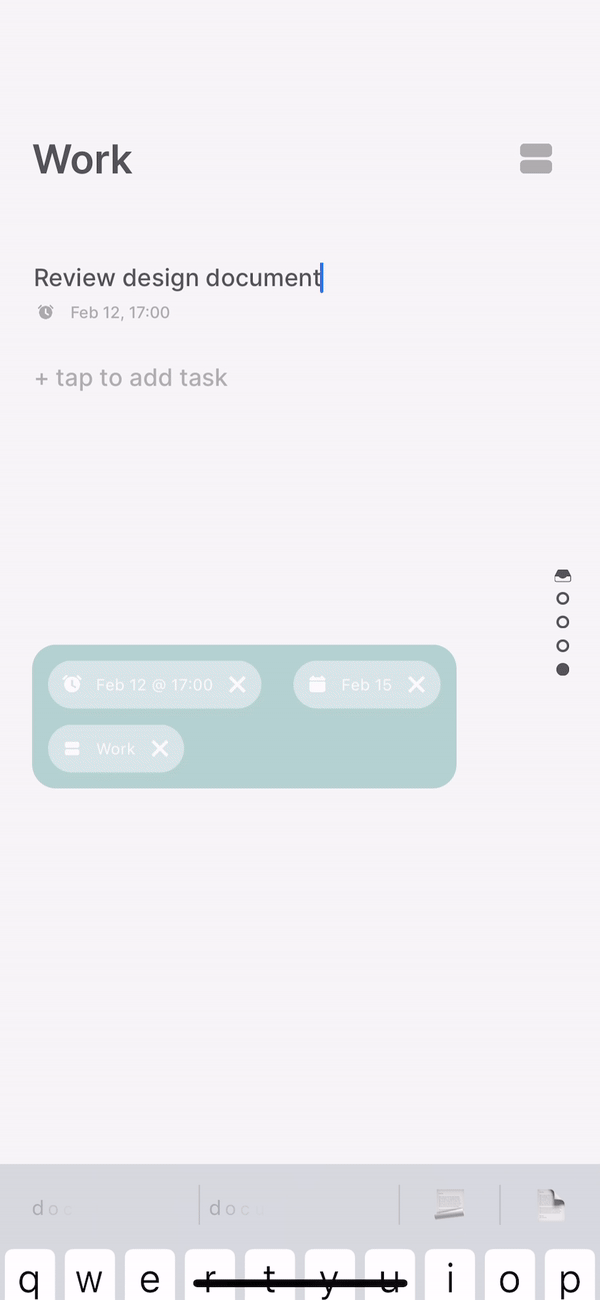 Work
Review design document
Feb 12, 17:00
+ tap to add task
Feb 12 @ 17:00
Feb 15
Work
doc
doc
q w e r t y u i o p